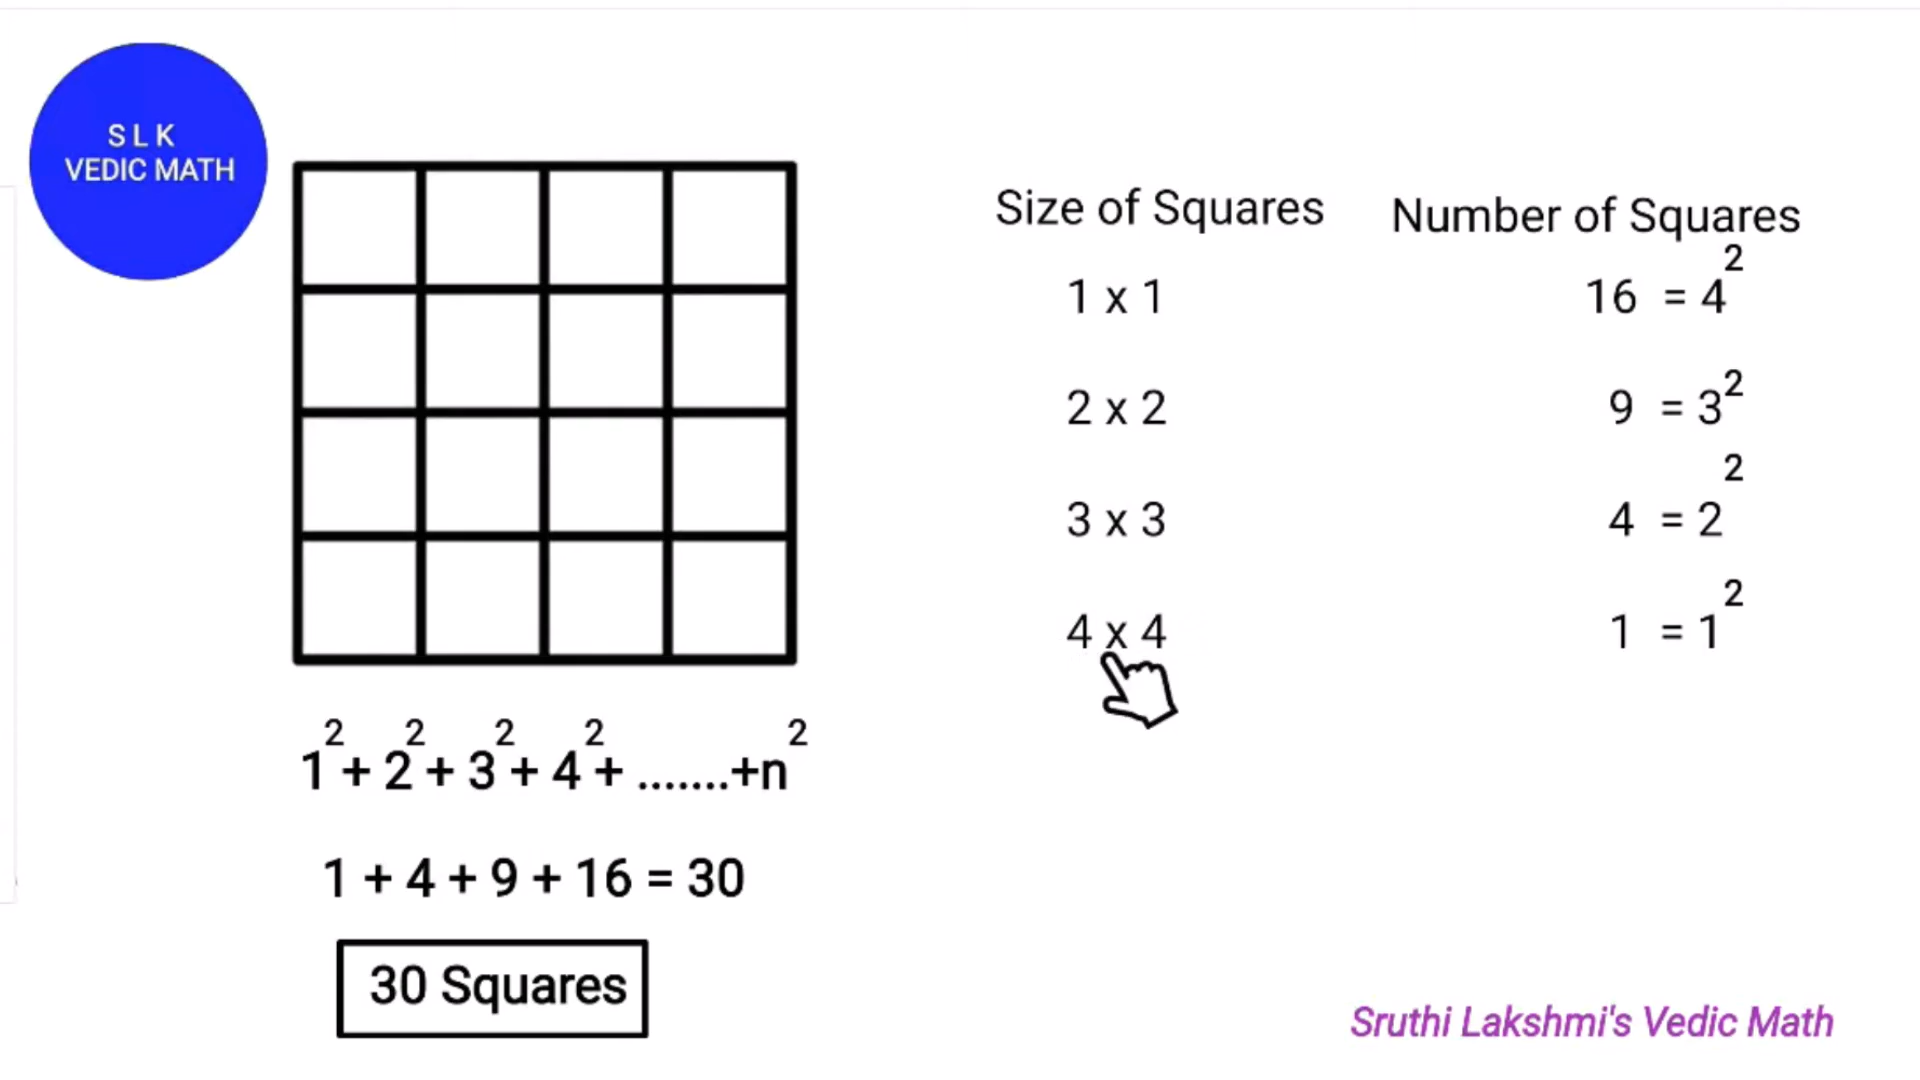 S L K
VEDIC MATH
Size of Squares Number of Squares
1 x 1 16 = 4²
2 x 2 9 = 3²
3 x 3 4 = 2²
4 x 4 1 = 1²
1² + 2² + 3² + 4² + .......+n²
1 + 4 + 9 + 16 = 30
30 Squares
Sruthi Lakshmi's Vedic Math